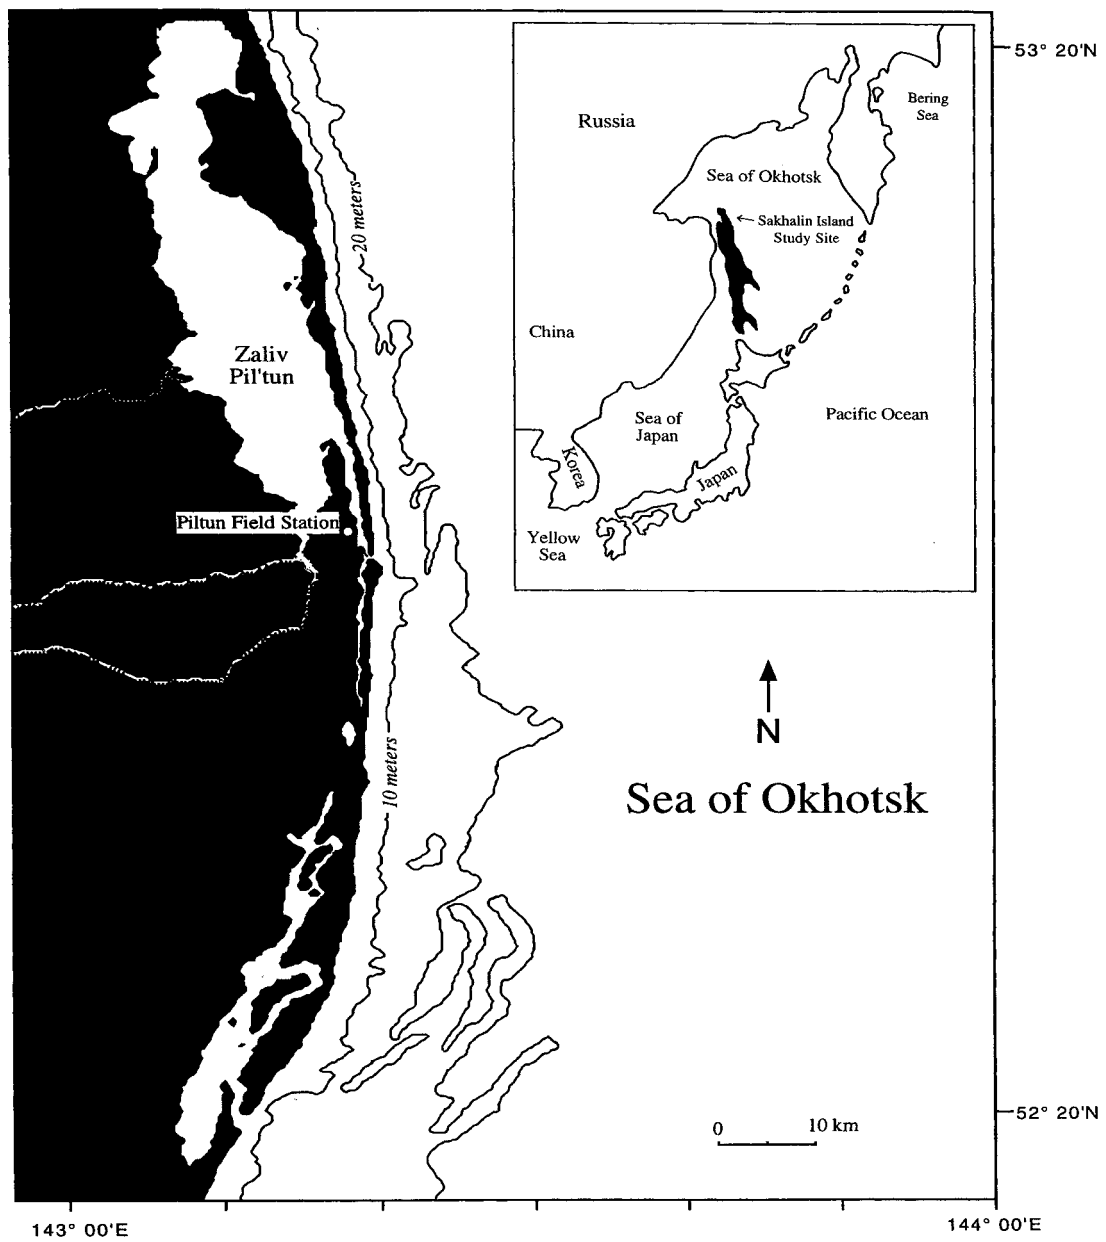 53° 20'N
Russia
Bering
Sea
Sea of Okhotsk
20 meters
Sakhalin Island
Study Site
China
Zaliv
Pil'tun
Pacific Ocean
Sea of
Japan
Korea
Japan
Piltun Field Station
Yellow
Sea
N
10 meters
Sea of Okhotsk
52° 20'N
0
10 km
143° 00'E
144° 00'E